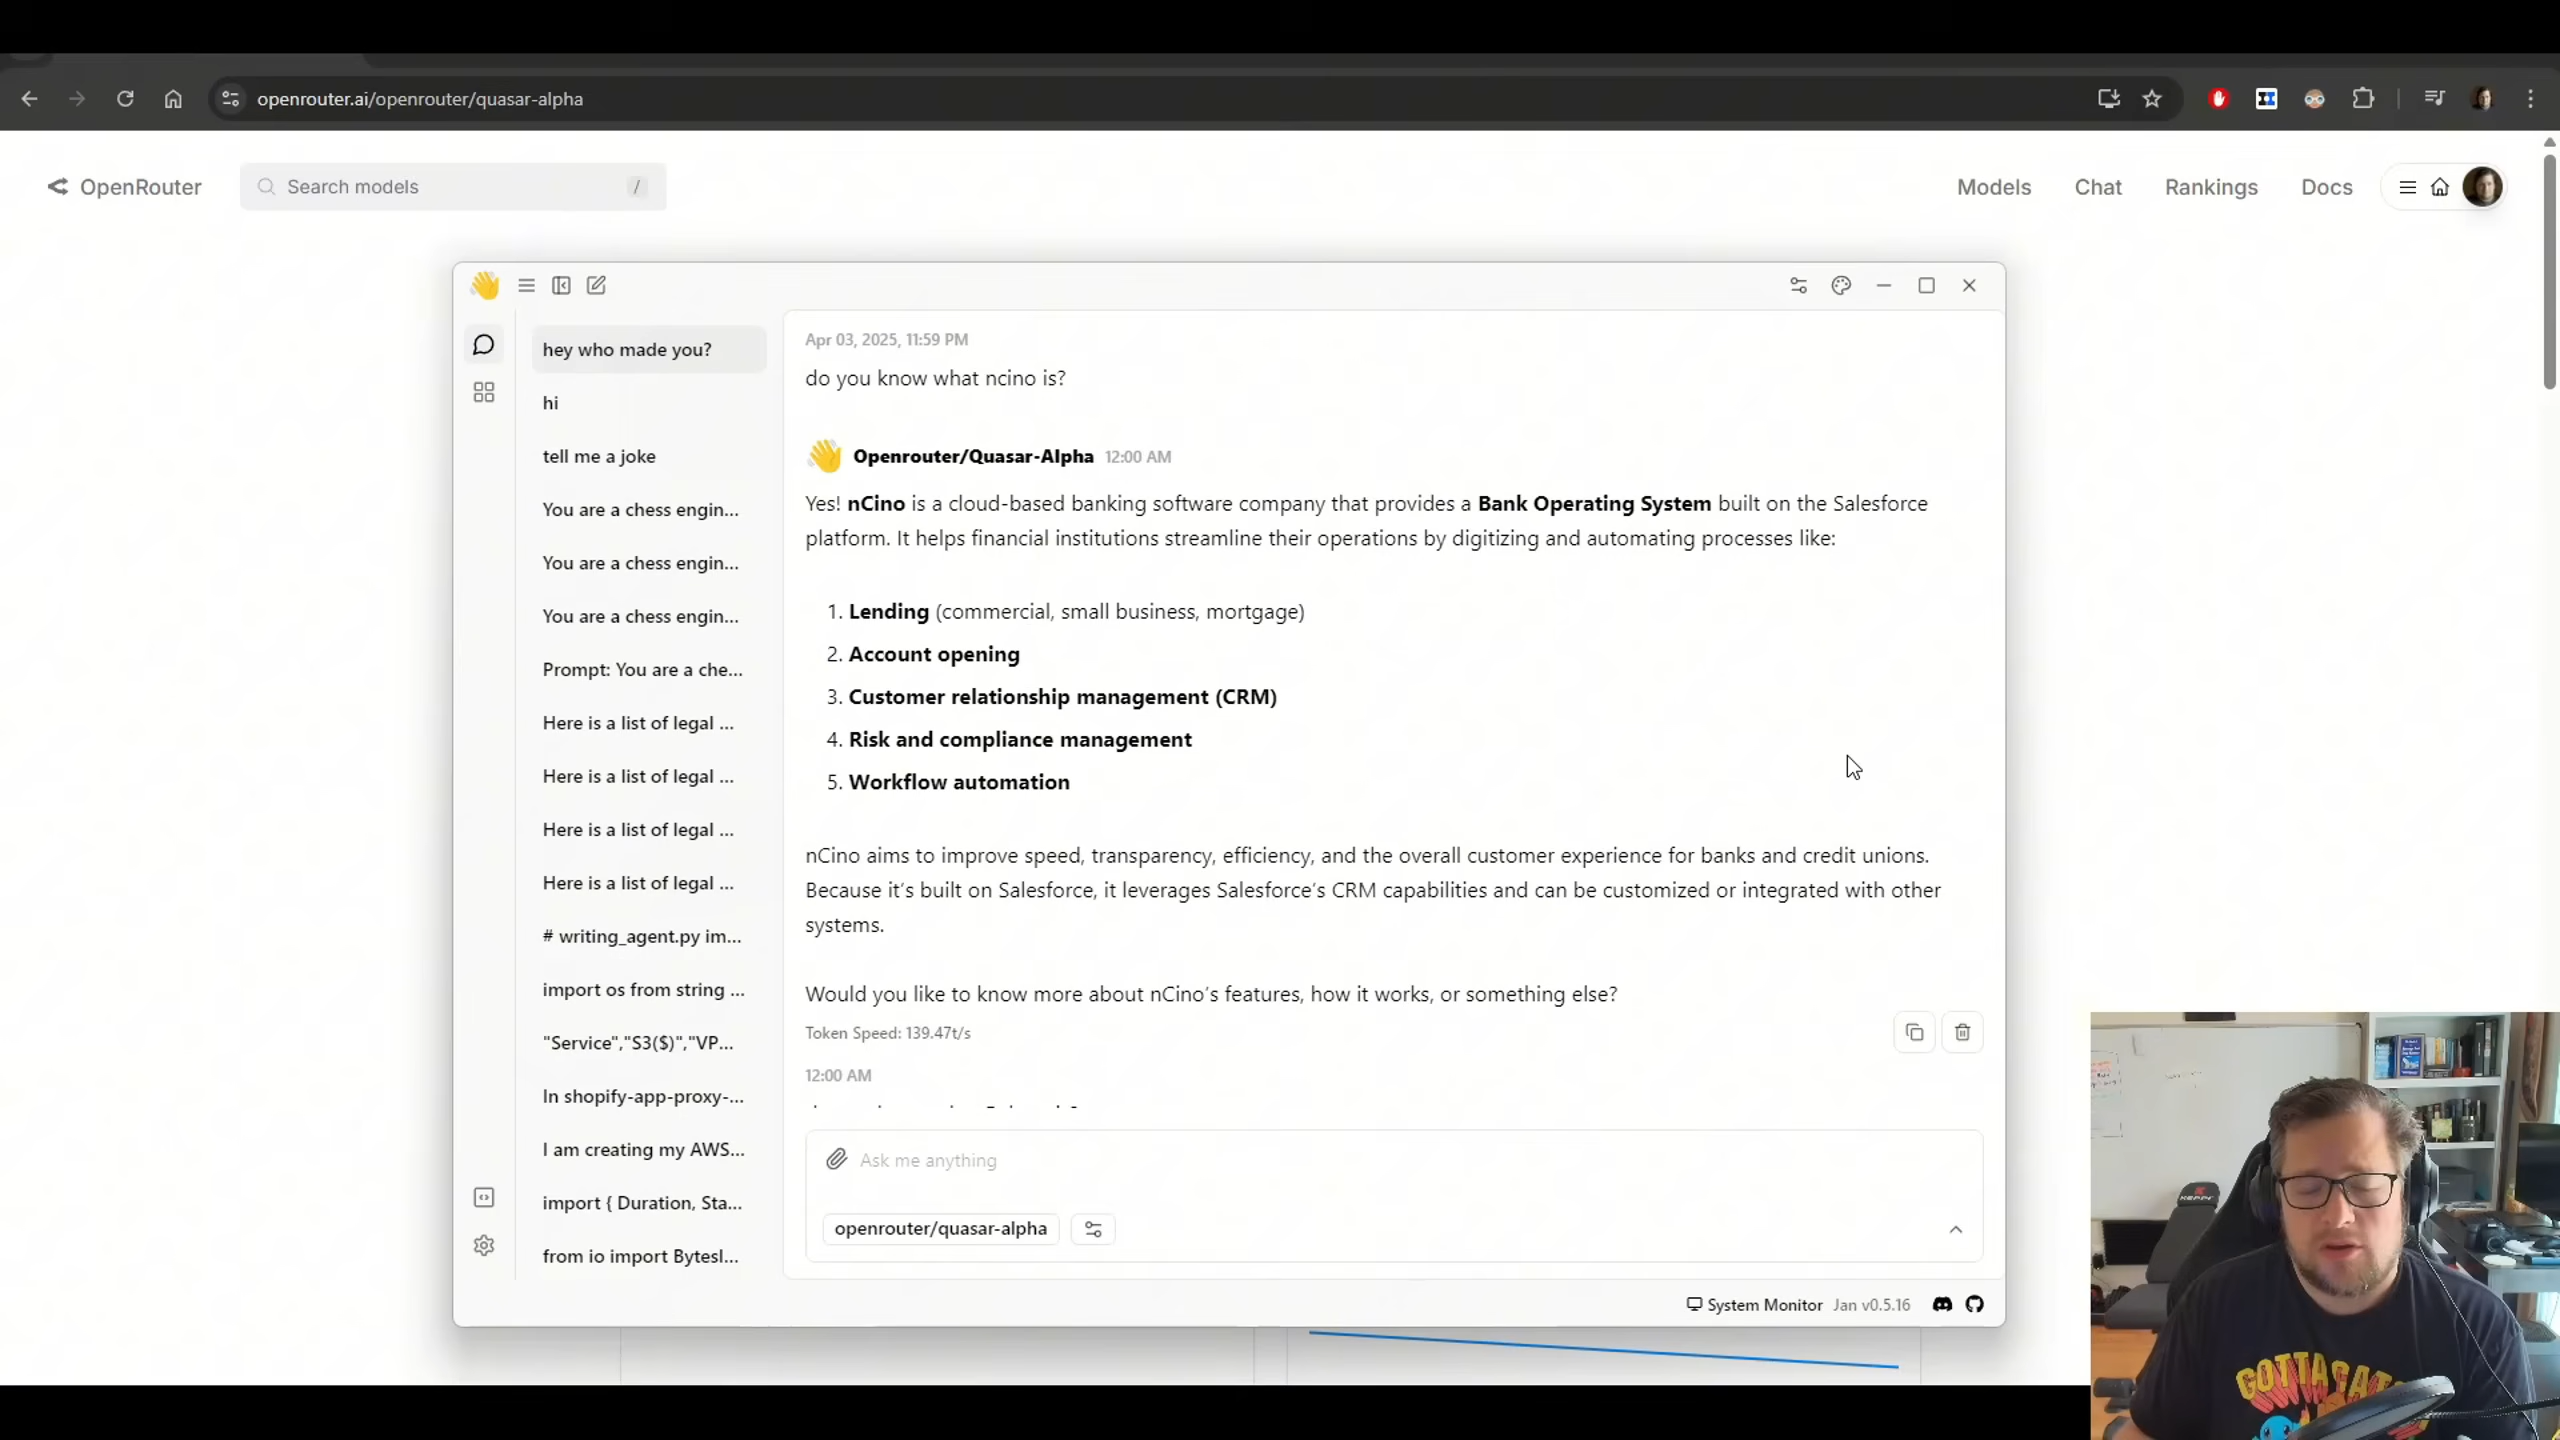 openrouter.ai/openrouter/quasar-alpha
OpenRouter
Search models
/
Models
Chat
Rankings
Docs
hey who made you?
hi
tell me a joke
You are a chess engin...
You are a chess engin...
You are a chess engin...
Prompt: You are a che...
Here is a list of legal ...
Here is a list of legal ...
Here is a list of legal ...
Here is a list of legal ...
# writing_agent.py im...
import os from string ...
"Service","S3($)","VP...
In shopify-app-proxy-...
I am creating my AWS...
import { Duration, Sta...
from io import BytesI...
Apr 03, 2025, 11:59 PM
do you know what ncino is?
Openrouter/Quasar-Alpha 12:00 AM
Yes! nCino is a cloud-based banking software company that provides a Bank Operating System built on the Salesforce
platform. It helps financial institutions streamline their operations by digitizing and automating processes like:
1. Lending (commercial, small business, mortgage)
2. Account opening
3. Customer relationship management (CRM)
4. Risk and compliance management
5. Workflow automation
nCino aims to improve speed, transparency, efficiency, and the overall customer experience for banks and credit unions.
Because it's built on Salesforce, it leverages Salesforce's CRM capabilities and can be customized or integrated with other
systems.
Would you like to know more about nCino's features, how it works, or something else?
Token Speed: 139.47t/s
12:00 AM
Ask me anything
openrouter/quasar-alpha
System Monitor
Jan v0.5.16
GOTTA